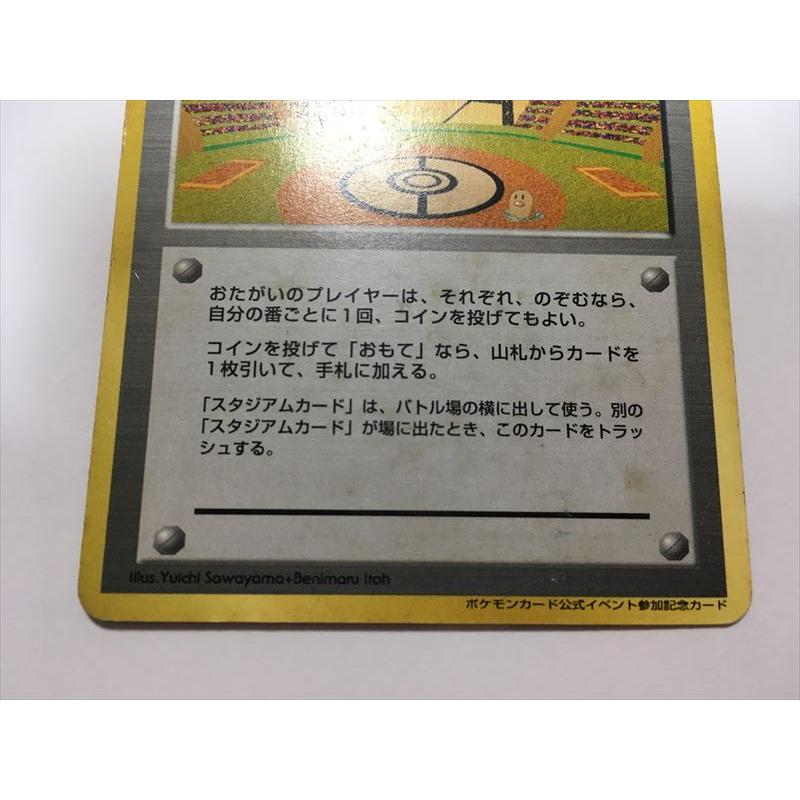 おたがいのプレイヤーは、それぞれ、のぞむなら、
自分の番ごとに1回、コインを投げてもよい。
コインを投げて「おもて」なら、山札からカードを
1枚引いて、手札に加える。
「スタジアムカード」は、バトル場の横に出して使う。別の
「スタジアムカード」が場に出たとき、このカードをトラッ
シュする。
Illus.Yuichi Sawayama+Benimaru Itoh
ポケモンカード公式イベント参加記念カード